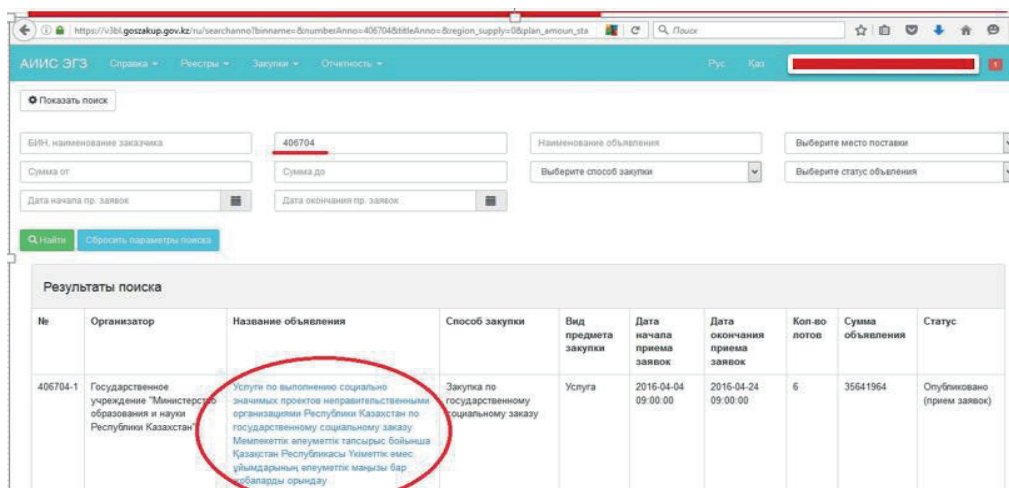 https://v3bl.goszakup.gov.kz/ru/searchanno?binname=&numberAnno=406704&titleAnno=&region_supply=0&plan_amoun_sta
Поиск
АИИС ЭГЗ Справка Реестры Закупки Отчетность Рус Қаз 1
Показать поиск
БИН, наименование заказчика 406704 Наименование объявления Выберите место поставки
Сумма от Сумма до Выберите способ закупки Выберите статус объявления
Дата начала пр. заявок Дата окончания пр. заявок
Найти Сбросить параметры поиска
Результаты поиска
№ Организатор Название объявления Способ закупки Вид предмета закупки Дата начала приема заявок Дата окончания приема заявок Кол-во лотов Сумма объявления Статус
406704-1
Государственное
учреждение "Министерство
образования и науки
Республики Казахстан"
Услуги по выполнению социально
значимых проектов неправительственными
организациями Республики Казахстан по
государственному социальному заказу
Мемлекеттік әлеуметтік тапсырыс бойынша
Қазақстан Республикасы Үкіметтік емес
ұйымдарының әлеуметтік маңызы бар
жобаларды орындау
Закупка по
государственному
социальному заказу
Услуга
2016-04-04
09:00:00
2016-04-24
09:00:00
6
35641964
Опубликовано
(прием заявок)